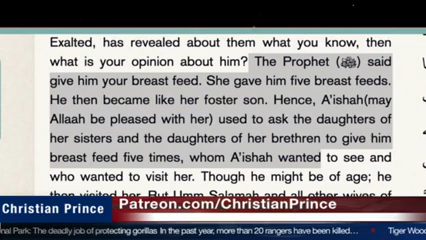 Exalted, has revealed about them what you know, then
what is your opinion about him? The Prophet (ﷺ) said
give him your breast feed. She gave him five breast feeds.
He then became like her foster son. Hence, A'ishah(may
Allaah be pleased with her) used to ask the daughters of
her sisters and the daughters of her brethren to give him
breast feed five times, whom A'ishah wanted to see and
who wanted to visit her. Though he might be of age; he
then visited her. But Umm Salamah and all other wives of
Christian Prince
Patreon.com/ChristianPrince
nal Park: The deadly job of protecting gorillas In the past year, more than 20 rangers have been killed... Tiger Wood